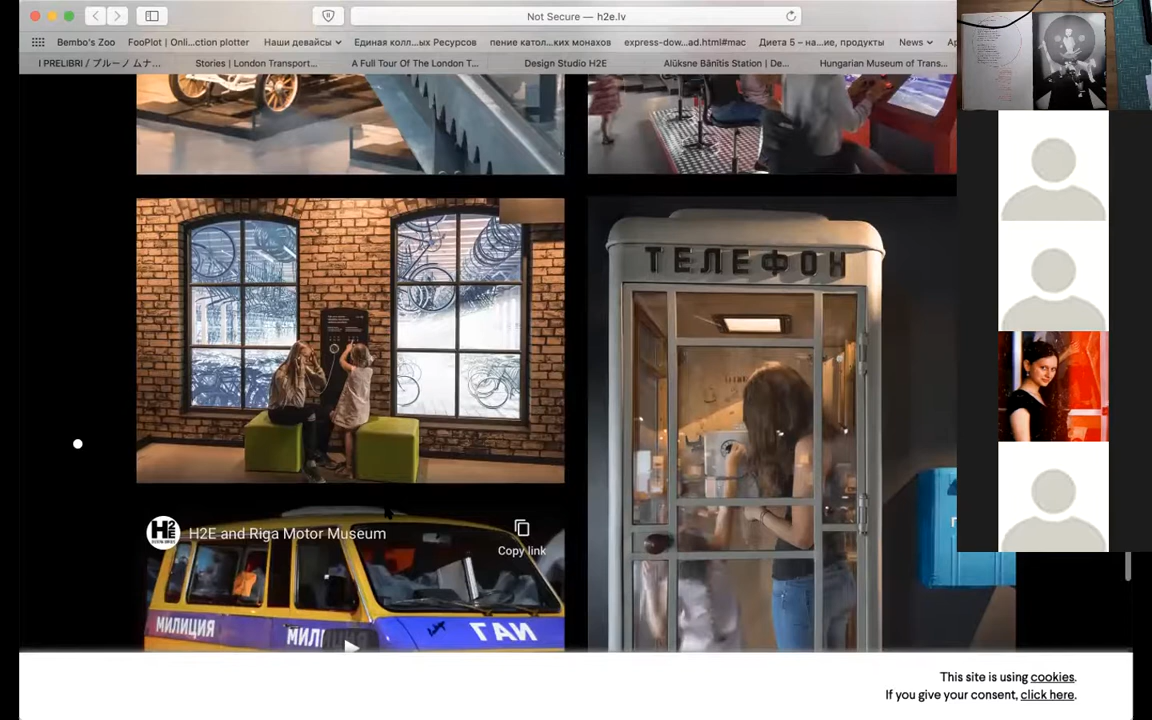 Not Secure — h2e.lv
Bembo's Zoo
FooPlot | Onli...ction plotter
Наши девайсы
Единая колл...ых Ресурсов
пение катол...ких монахов
express-dow...ad.html#mac
Диета 5 – на...ие, продукты
News
I PRELIBRI / ブルーノ ムナ...
Stories | London Transport...
A Full Tour Of The London T...
Design Studio H2E
Alūksne Bānītis Station | De...
Hungarian Museum of Trans...
ТЕЛЕФОН
H2E
H2E and Riga Motor Museum
Copy link
МИЛИЦИЯ
ГАИ
This site is using cookies.
If you give your consent, click here.